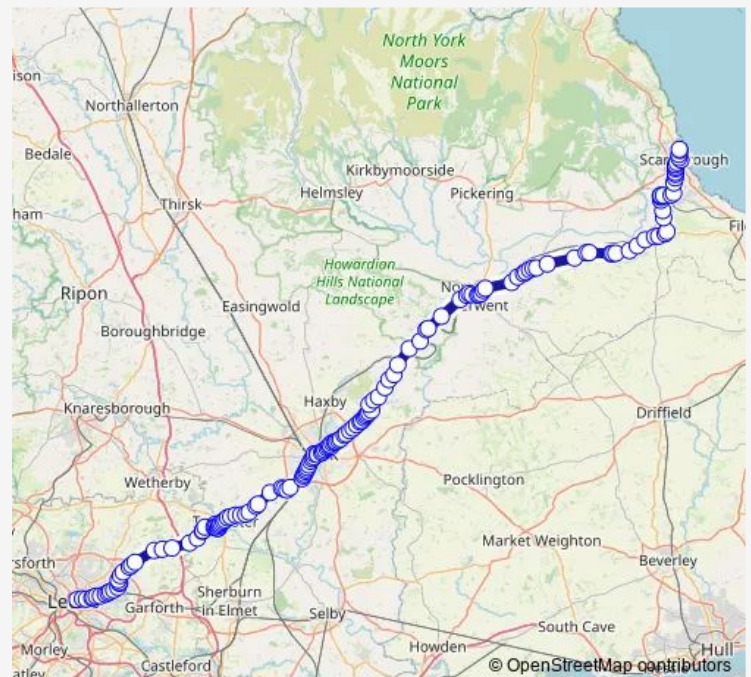 North York
Moors
National
Park
Northallerton
Bedale
Kirkbymoorside
Helmsley
Pickering
Thirsk
Howardian
Hills National
Landscape
Ripon
Easingwold
Boroughbridge
Haxby
Knaresborough
Driffield
Wetherby
Pocklington
Market Weighton
Beverley
Sherburn
in Elmet
Garforth
Selby
South Cave
Howden
Morley
Castleford
Hull
© OpenStreetMap contributors